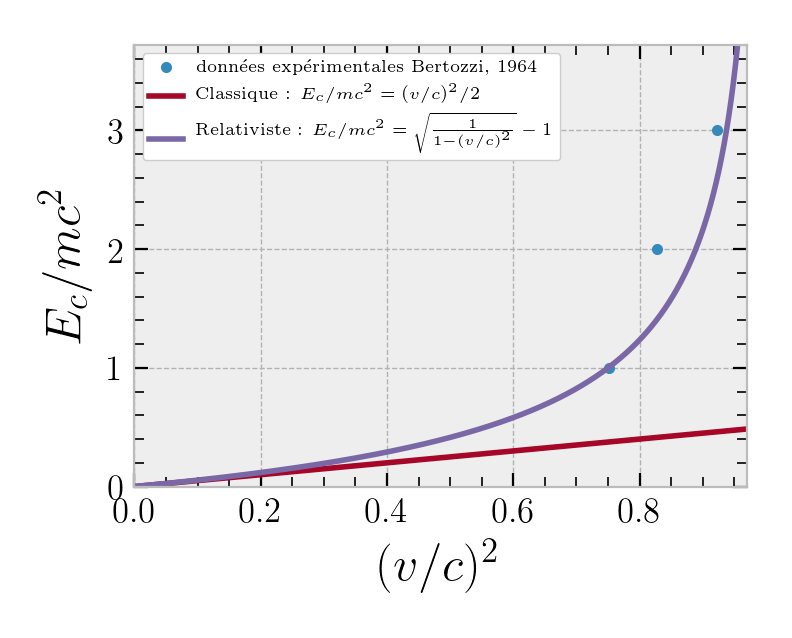 données expérimentales Bertozzi, 1964
Classique : $E_c/mc^2 = (v/c)^2/2$
Relativiste : $E_c/mc^2 = \sqrt{\frac{1}{1-(v/c)^2}} - 1$
$E_c/mc^2$
3
2
1
0
0.0 0.2 0.4 0.6 0.8
$(v/c)^2$